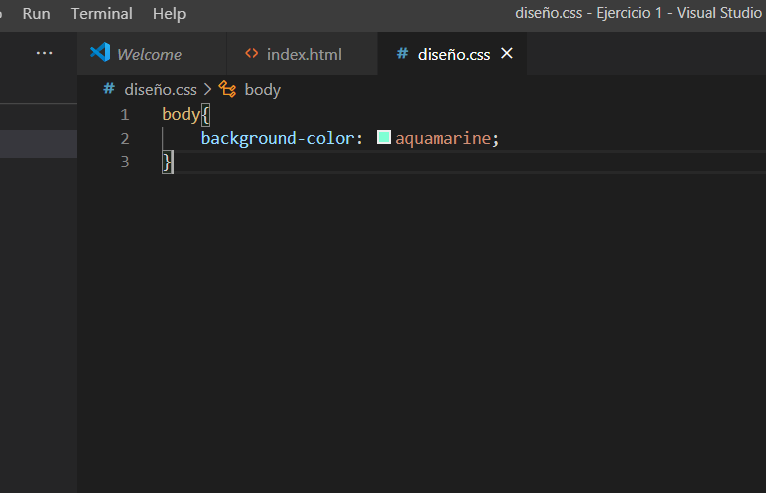 Run Terminal Help diseño.css - Ejercicio 1 - Visual Studio
... Welcome <> index.html # diseño.css ×
# diseño.css > body
1 body{
2 background-color: aquamarine;
3 }